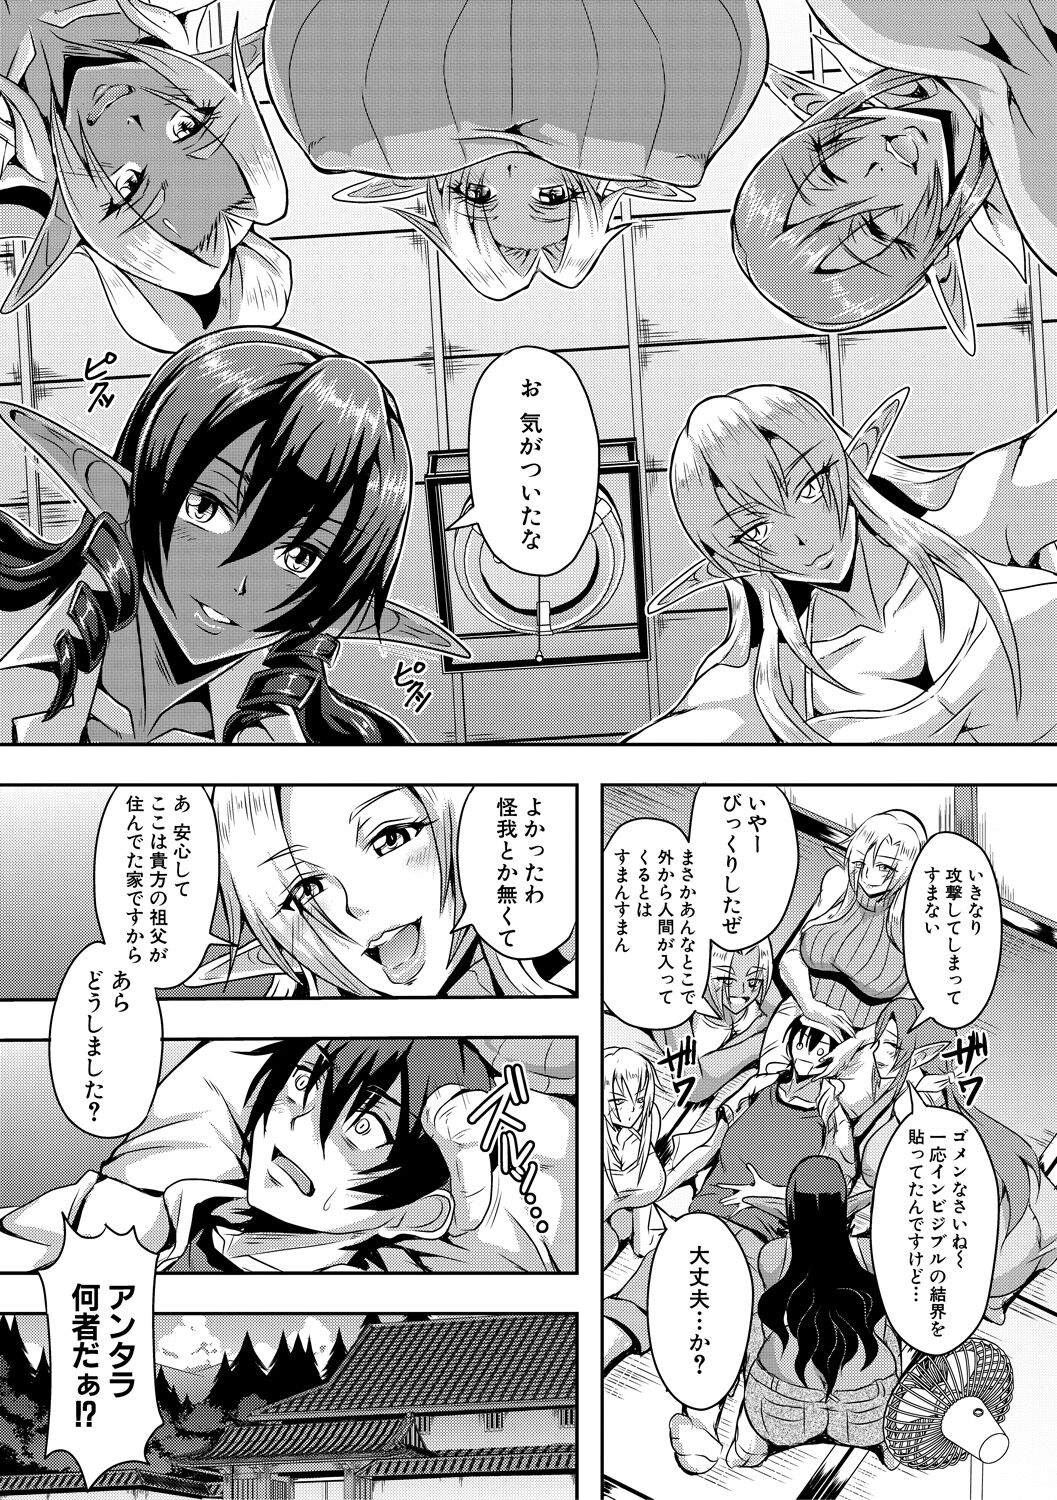 お 気がついたな
ピクッ
ピクッ
いきなり
攻撃してしまって
すまない
いやー
びっくりしたぜ
まさかあんなとこで
外から人間が入って
くるとは
すまんすまん
ザワ
ザワ
ゴメンなさいね～
一応インビジブルの結界を
貼ってたんですけど…
大丈夫…か？
よかったわ
怪我とか無くて
あ 安心して
ここは貴方の祖父が
住んでた家ですから
あら
どうしました？
ズルズルッ…
アンタラ
何者だぁ!?